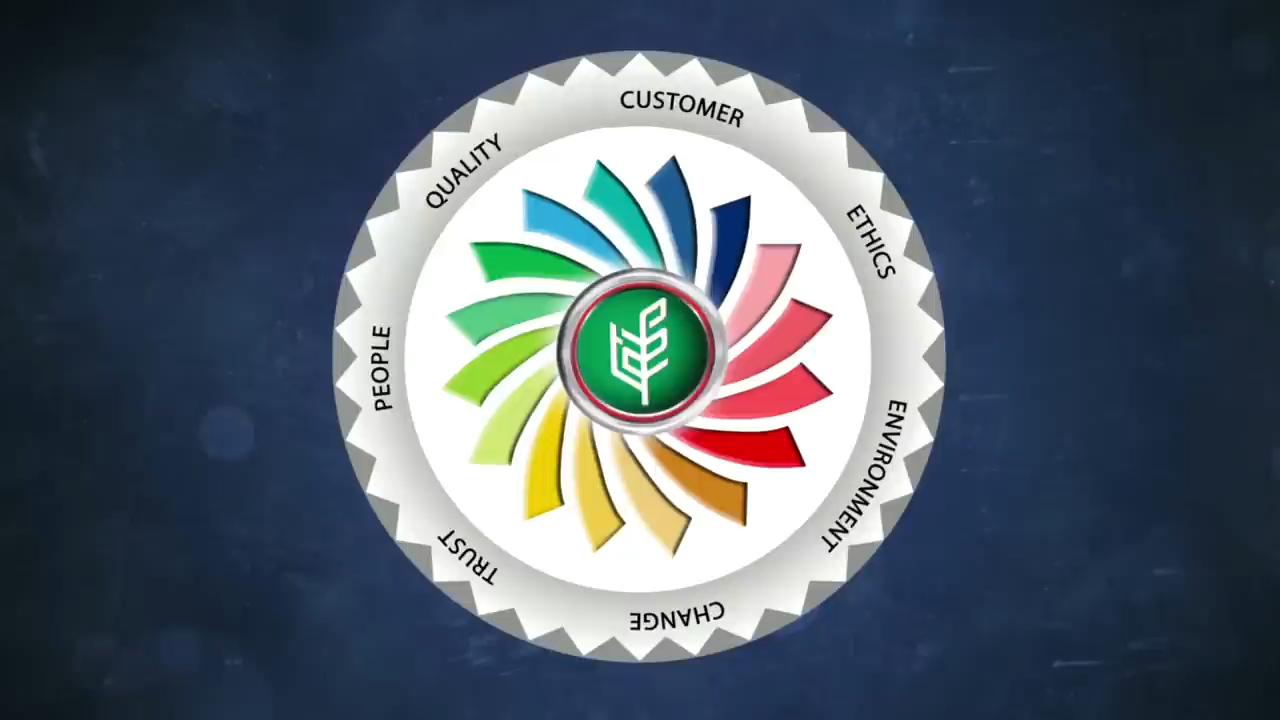 CUSTOMER
ETHICS
ENVIRONMENT
CHANGE
TRUST
PEOPLE
QUALITY